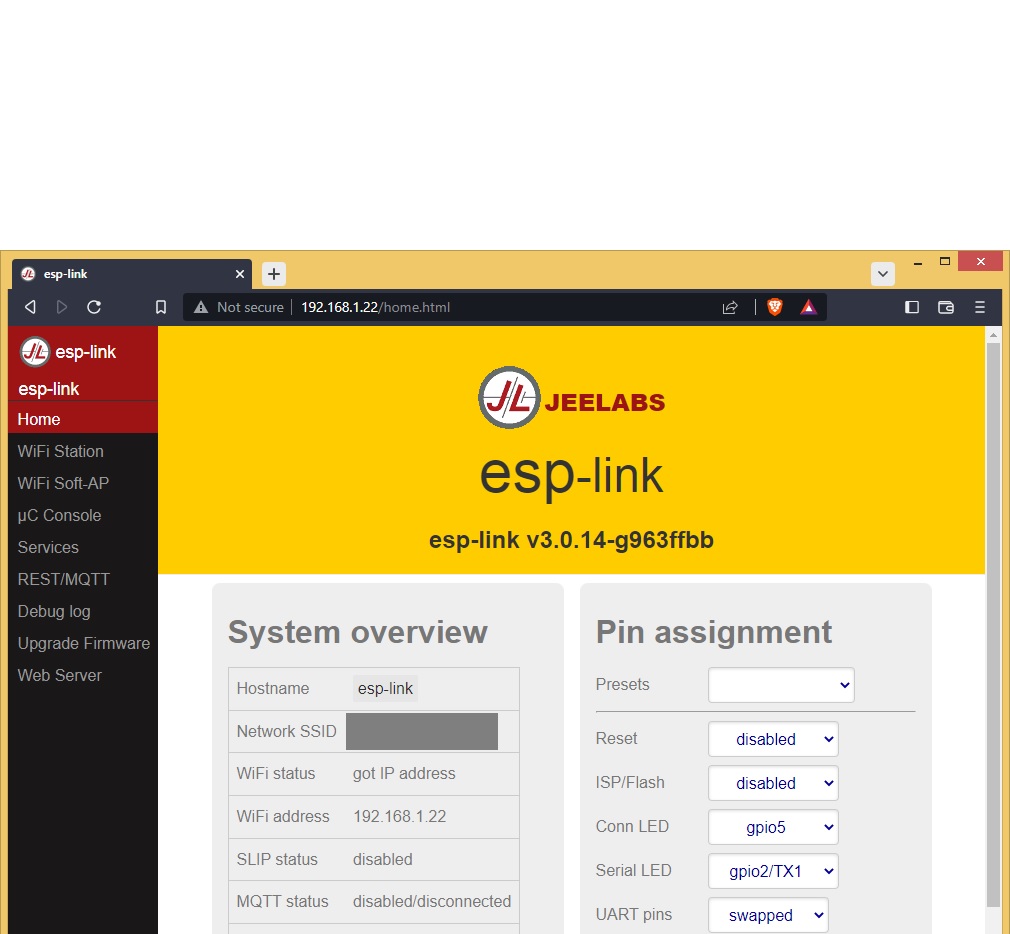 esp-link
Not secure
192.168.1.22/home.html
JL esp-link
esp-link
Home
WiFi Station
WiFi Soft-AP
µC Console
Services
REST/MQTT
Debug log
Upgrade Firmware
Web Server
JL JEELABS
esp-link
esp-link v3.0.14-g963ffbb
System overview
Hostname esp-link
Network SSID
WiFi status got IP address
WiFi address 192.168.1.22
SLIP status disabled
MQTT status disabled/disconnected
Pin assignment
Presets
Reset disabled
ISP/Flash disabled
Conn LED gpio5
Serial LED gpio2/TX1
UART pins swapped